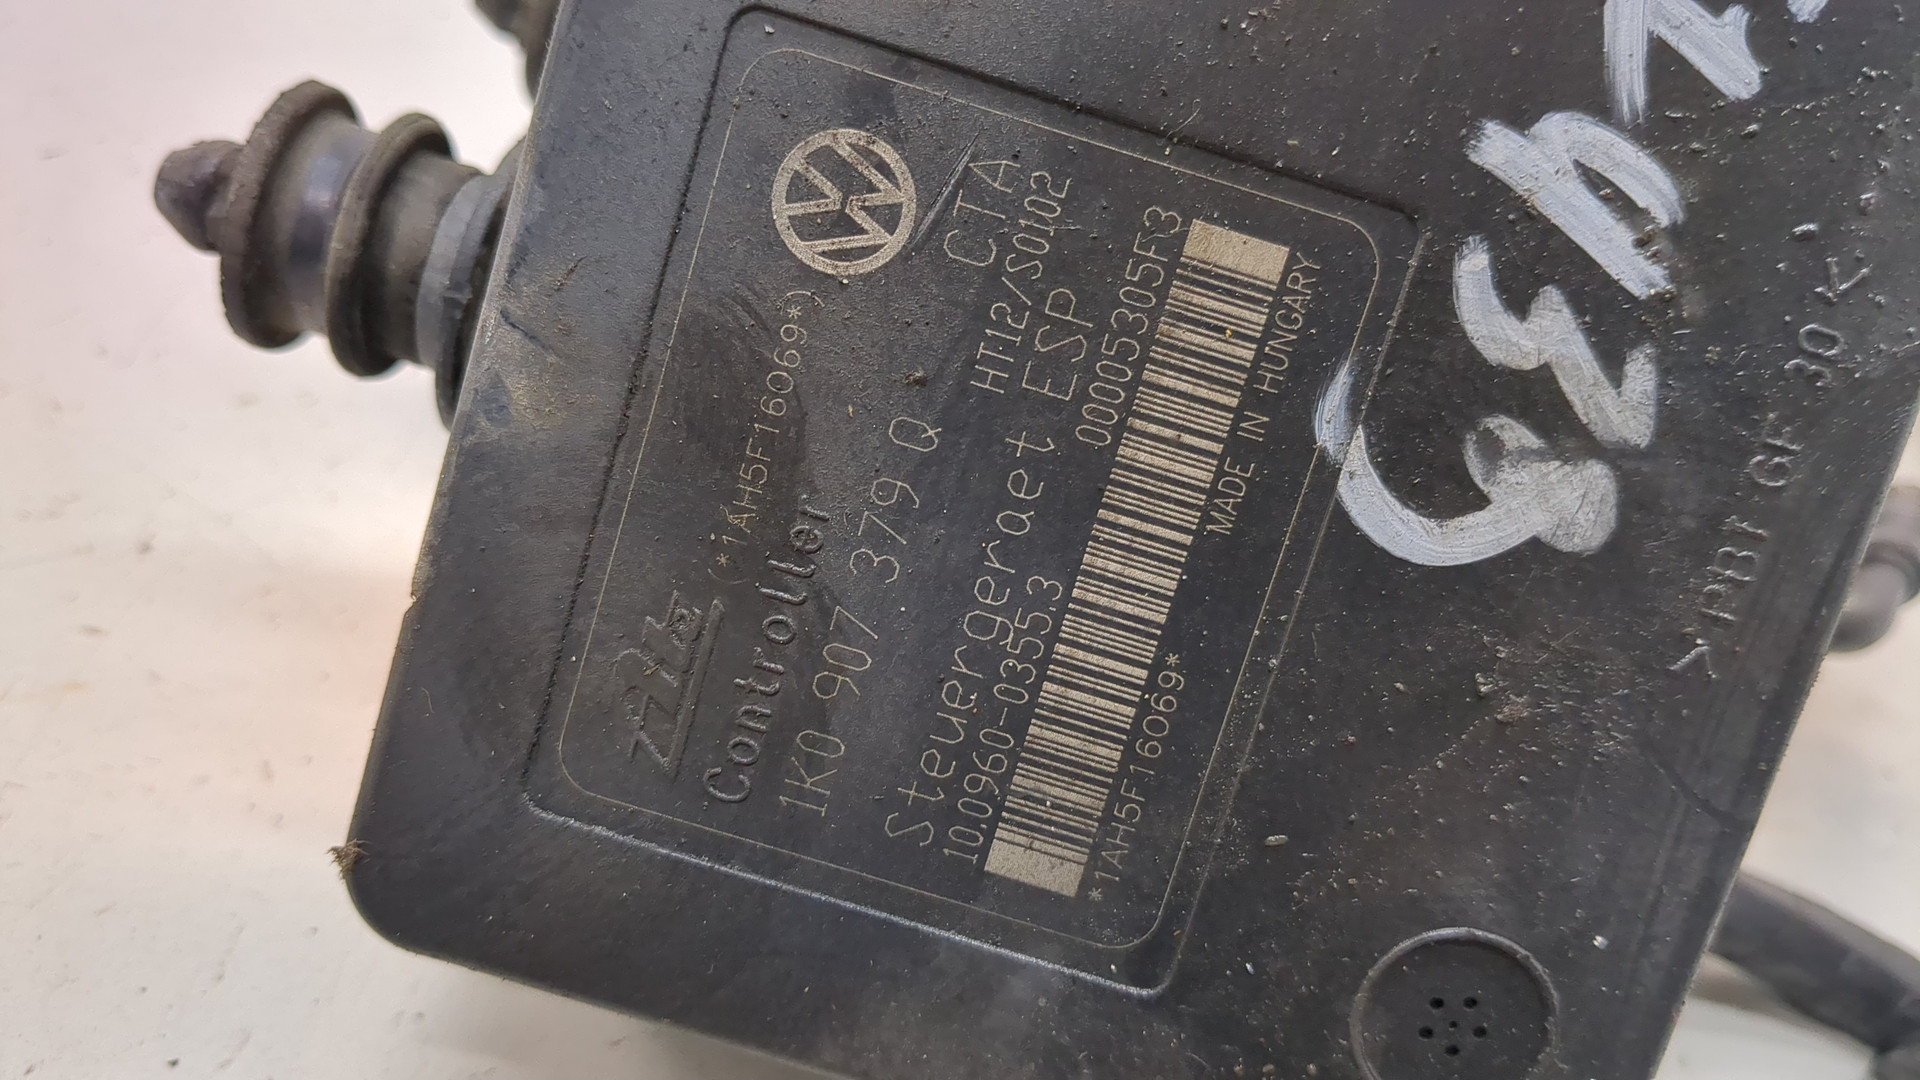 Ate
(*1AH5F16069*)
Controller
1K0 907 379 Q
CTA
HT12/S0102
Steuergeraet ESP
10.0960-0355.3
00005305F3
*1AH5F16069*
MADE IN HUNGARY
>PBT GF 30<